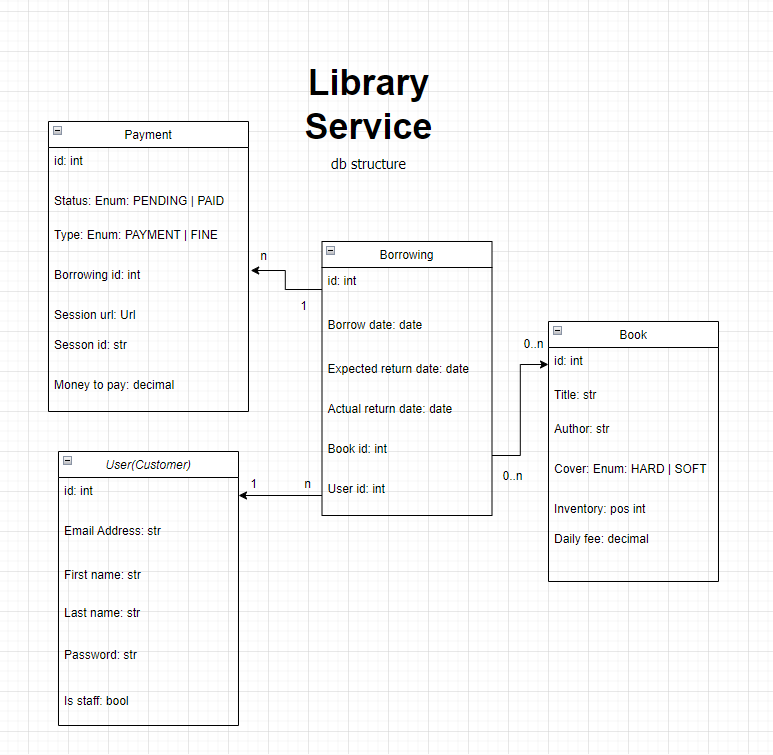 Library
Service
db structure
Payment
id: int
Status: Enum: PENDING | PAID
Type: Enum: PAYMENT | FINE
Borrowing id: int
Session url: Url
Sesson id: str
Money to pay: decimal
n
1
Borrowing
id: int
Borrow date: date
Expected return date: date
Actual return date: date
Book id: int
User id: int
0..n
0..n
Book
id: int
Title: str
Author: str
Cover: Enum: HARD | SOFT
Inventory: pos int
Daily fee: decimal
1
n
User(Customer)
id: int
Email Address: str
First name: str
Last name: str
Password: str
Is staff: bool